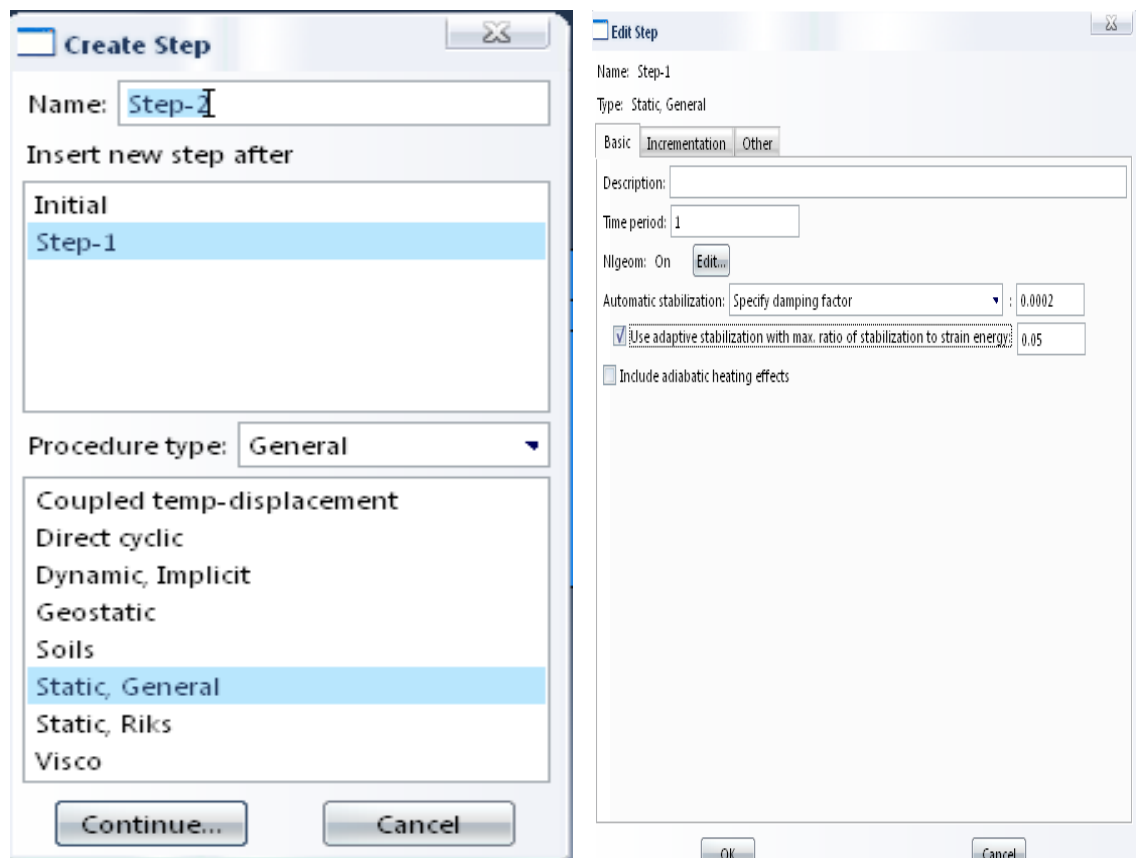 Create Step
Name: Step-2
Insert new step after
Initial
Step-1
Procedure type: General
Coupled temp-displacement
Direct cyclic
Dynamic, Implicit
Geostatic
Soils
Static, General
Static, Riks
Visco
Continue... Cancel
Edit Step
Name: Step-1
Type: Static, General
Basic Incrementation Other
Description:
Time period: 1
Nlgeom: On Edit...
Automatic stabilization: Specify damping factor : 0.0002
Use adaptive stabilization with max. ratio of stabilization to strain energy: 0.05
Include adiabatic heating effects
OK Cancel